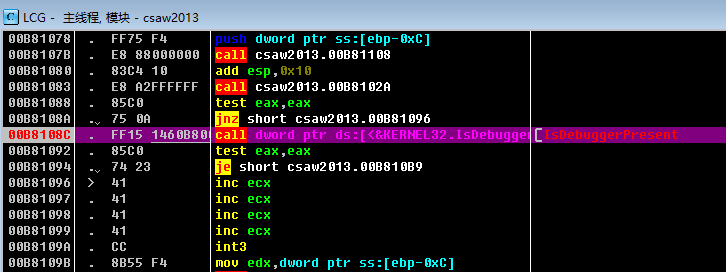 C LCG - 主线程, 模块 - csaw2013
00B81078 . FF75 F4 push dword ptr ss:[ebp-0xC]
00B8107B . E8 88000000 call csaw2013.00B81108
00B81080 . 83C4 10 add esp,0x10
00B81083 . E8 A2FFFFFF call csaw2013.00B8102A
00B81088 . 85C0 test eax,eax
00B8108A . 75 0A jnz short csaw2013.00B81096
00B8108C . FF15 1460B800 call dword ptr ds:[<&KERNEL32.IsDebugger [IsDebuggerPresent
00B81092 . 85C0 test eax,eax
00B81094 . 74 23 je short csaw2013.00B810B9
00B81096 > 41 inc ecx
00B81097 . 41 inc ecx
00B81098 . 41 inc ecx
00B81099 . 41 inc ecx
00B8109A . CC int3
00B8109B . 8B55 F4 mov edx,dword ptr ss:[ebp-0xC]